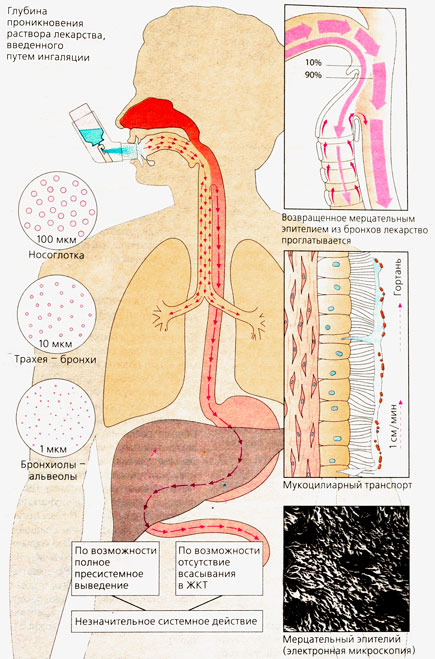 Глубина
проникновения
раствора лекарства,
введенного
путем ингаляции
100 мкм
Носоглотка
10 мкм
Трахея – бронхи
1 мкм
Бронхиолы –
альвеолы
10%
90%
Возвращенное мерцательным
эпителием из бронхов лекарство
проглатывается
Гортань
1 см/мин
Мукоцилиарный транспорт
По возможности
полное
пресистемное
выведение
По возможности
отсутствие
всасывания
в ЖКТ
Незначительное системное действие
Мерцательный эпителий
(электронная микроскопия)